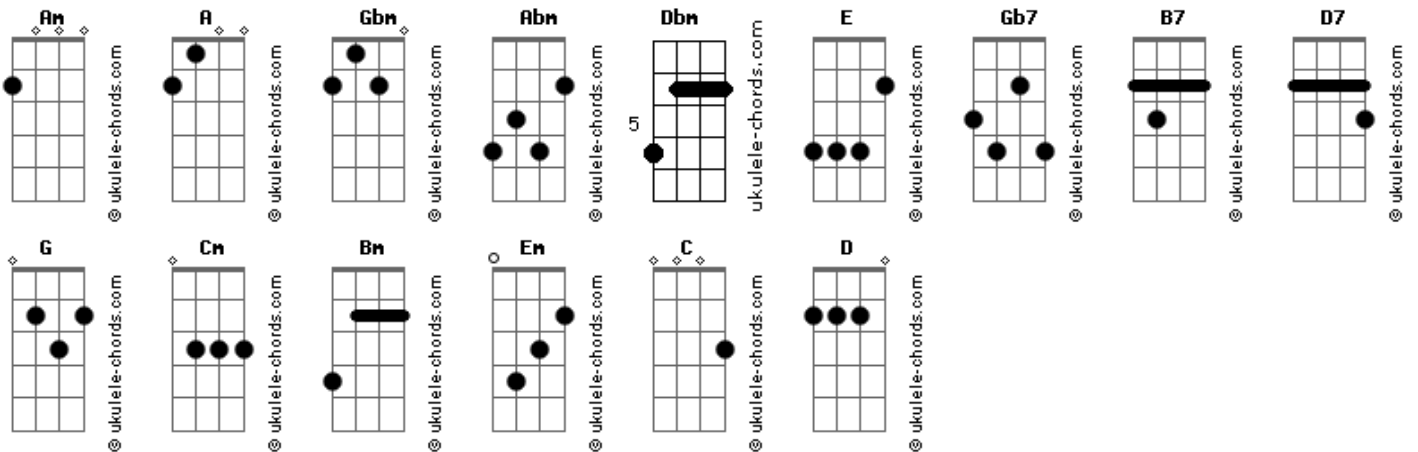 Am A Gbm Abm Dbm E Gb7 B7 D7
5
© ukulele-chords.com © ukulele-chords.com © ukulele-chords.com © ukulele-chords.com ukulele-chords.com © ukulele-chords.com © ukulele-chords.com © ukulele-chords.com © ukulele-chords.com
G Cm Bm Em C D
© ukulele-chords.com © ukulele-chords.com © ukulele-chords.com © ukulele-chords.com © ukulele-chords.com © ukulele-chords.com